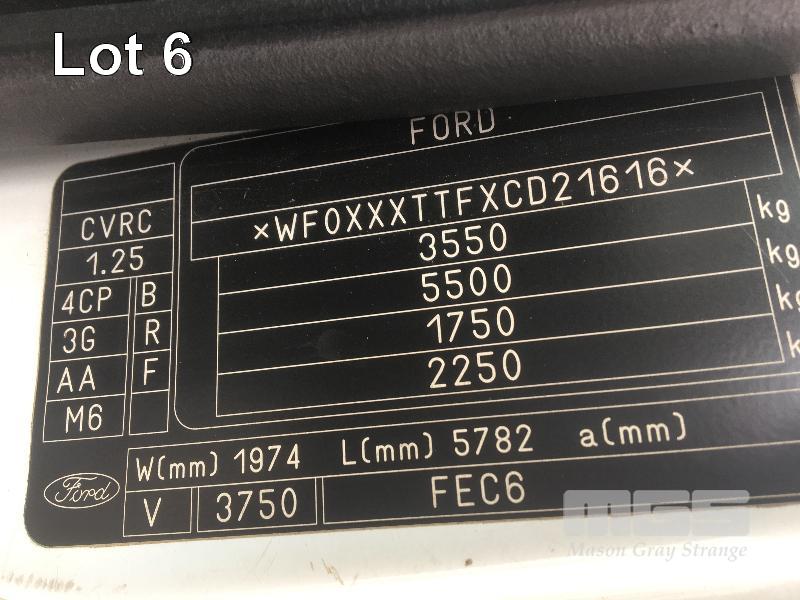 Lot 6
FORD
×WF0XXXTTFXCD21616×
CVRC
3550 kg
1.25
5500 kg
4CP B
1750
3G R
2250
AA F
M6
W(mm) 1974 L(mm) 5782 a(mm)
Ford
V 3750 FEC6
MGS
Mason Gray Strange